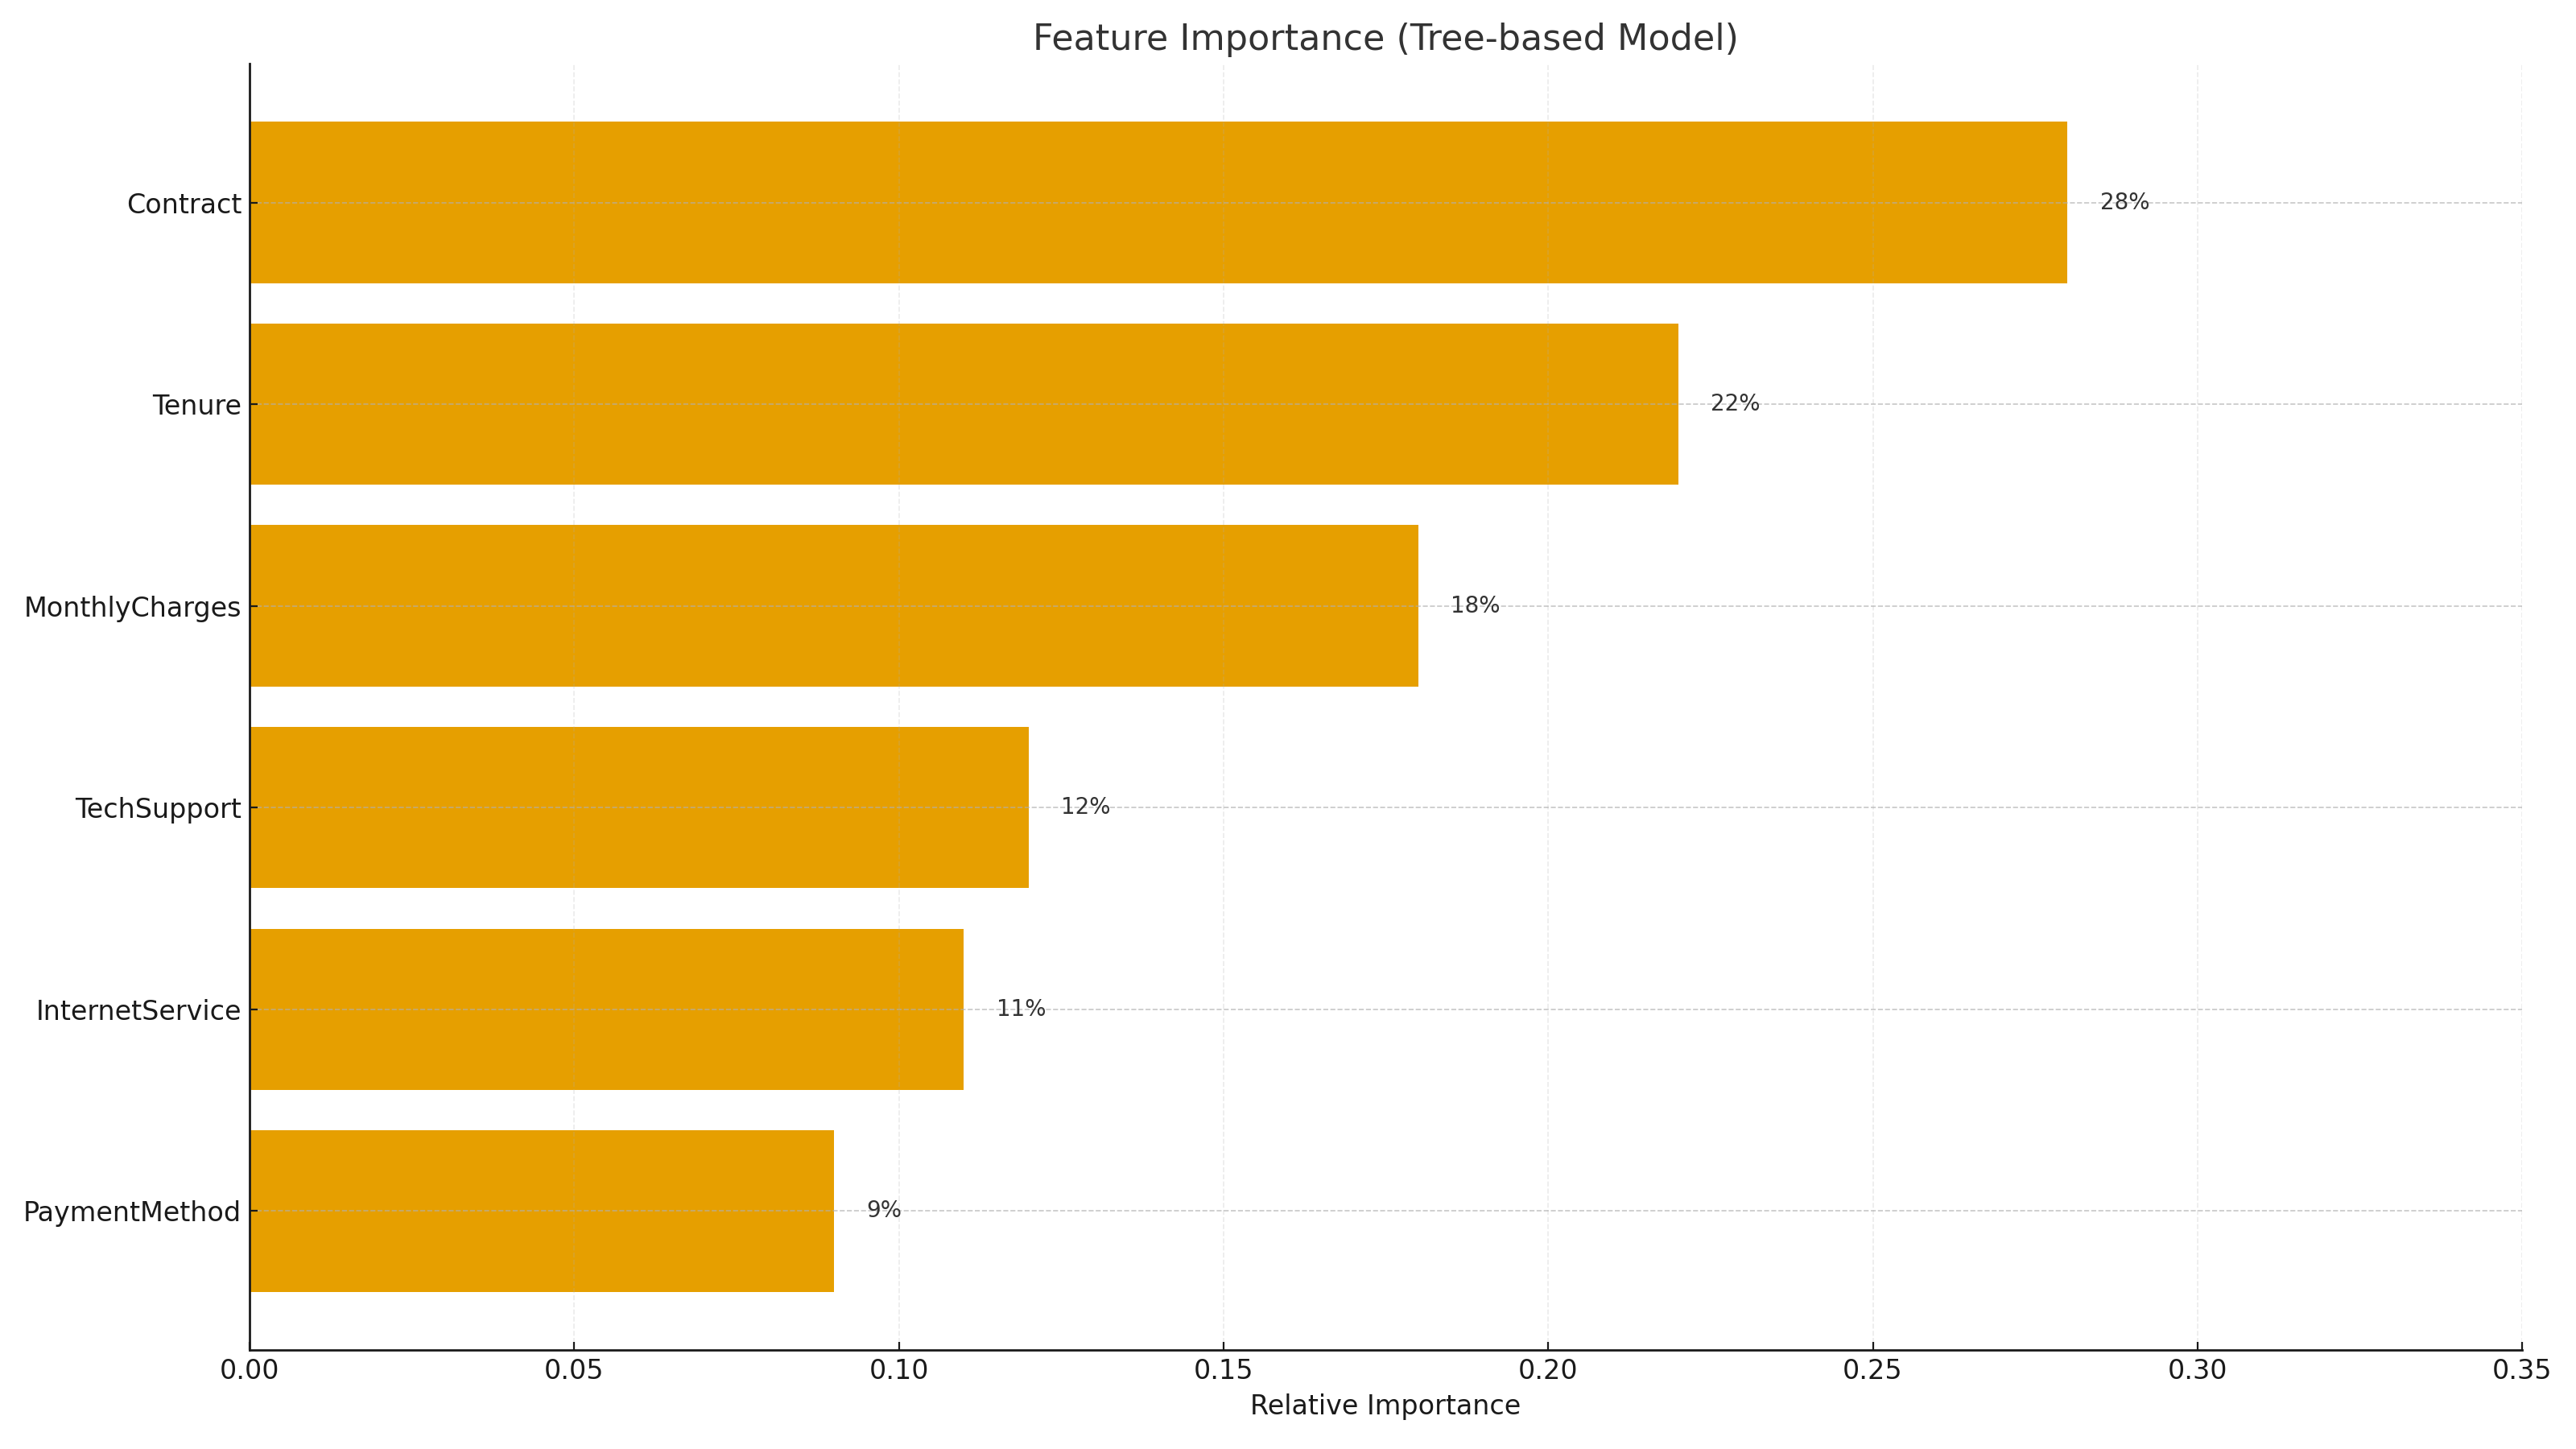 Feature Importance (Tree-based Model)
Contract
28%
Tenure
22%
MonthlyCharges
18%
TechSupport
12%
InternetService
11%
PaymentMethod
9%
0.00 0.05 0.10 0.15 0.20 0.25 0.30 0.35
Relative Importance